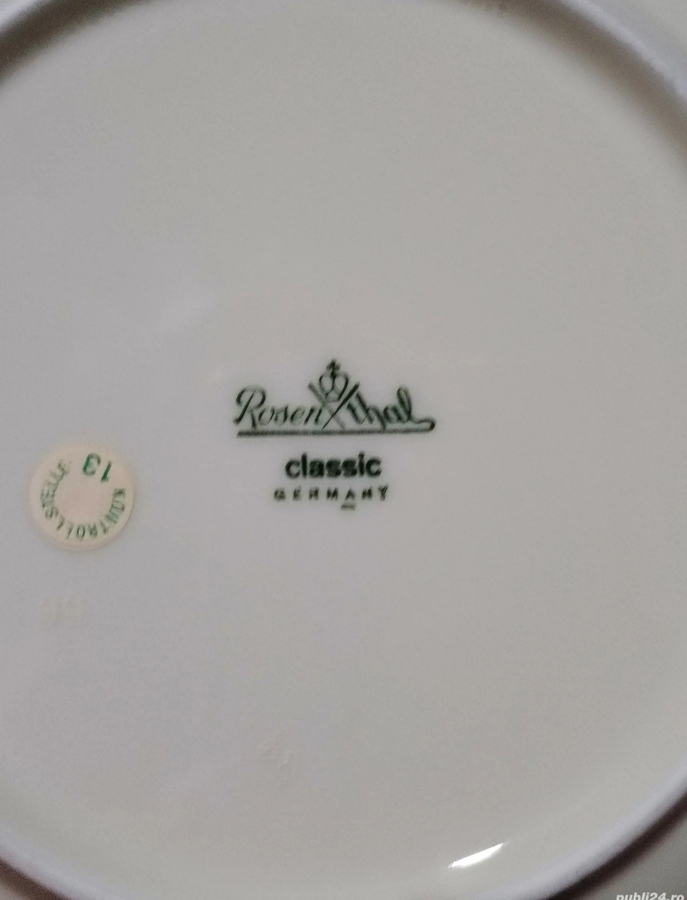 Rosenthal
classic
GERMANY
KONTROLLSTELLE 13
publi24.ro